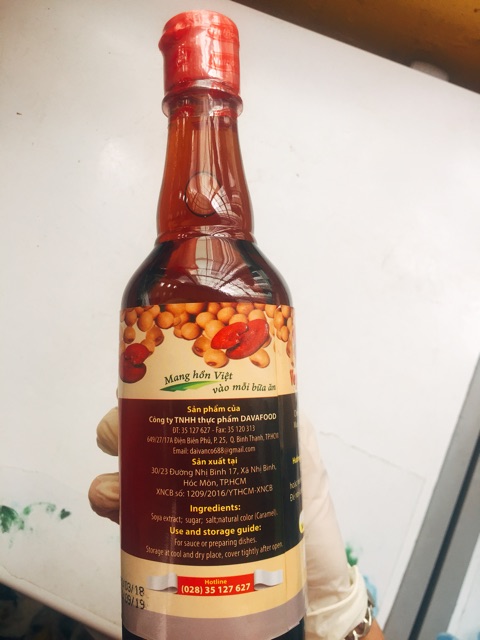 Mang hồn Việt
vào mỗi bữa ăn
Sản phẩm của
Công ty TNHH thực phẩm DAVAFOOD
ĐT: 35 127 627 - Fax: 35 120 313
649/27/17A Điện Biên Phủ, P. 25, Q. Bình Thạnh, TP.HCM
Email: daivanco688@gmail.com
Sản xuất tại
30/23 Đường Nhị Bình 17, Xã Nhị Bình,
Hóc Môn, TP.HCM
XNCB số: 1209/2016/YTHCM-XNCB
Ingredients:
Soya extract; sugar; salt;natural color (Caramel).
Use and storage guide:
For sauce or preparing dishes.
Storage at cool and dry place, cover tightly after open.
Hotline
(028) 35 127 627
03/18